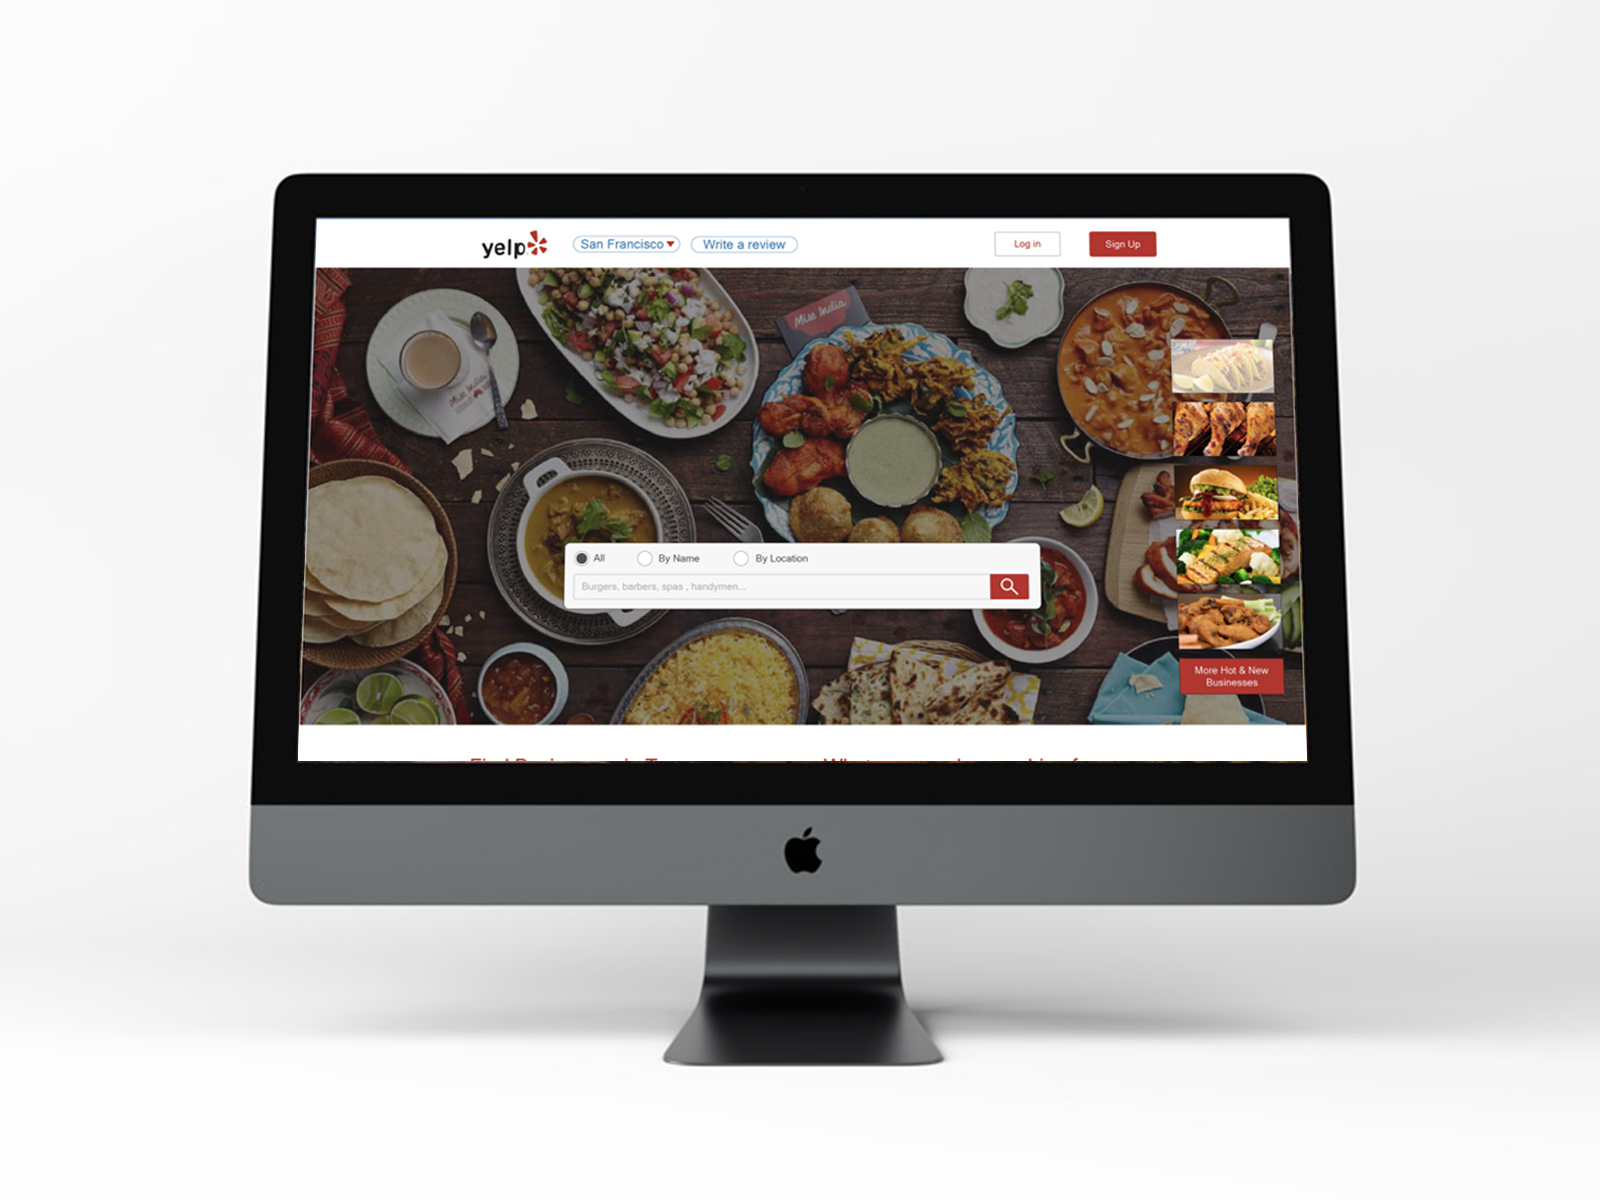 yelp
San Francisco
Write a review
Log in
Sign Up
Miss India
Miss India
All
By Name
By Location
Burgers, barbers, spas , handymen...
More Hot & New
Businesses